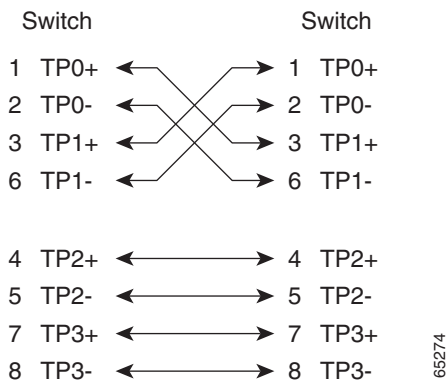 Switch Switch
1 TP0+ 1 TP0+
2 TP0- 2 TP0-
3 TP1+ 3 TP1+
6 TP1- 6 TP1-
4 TP2+ 4 TP2+
5 TP2- 5 TP2-
7 TP3+ 7 TP3+
8 TP3- 8 TP3-
65274